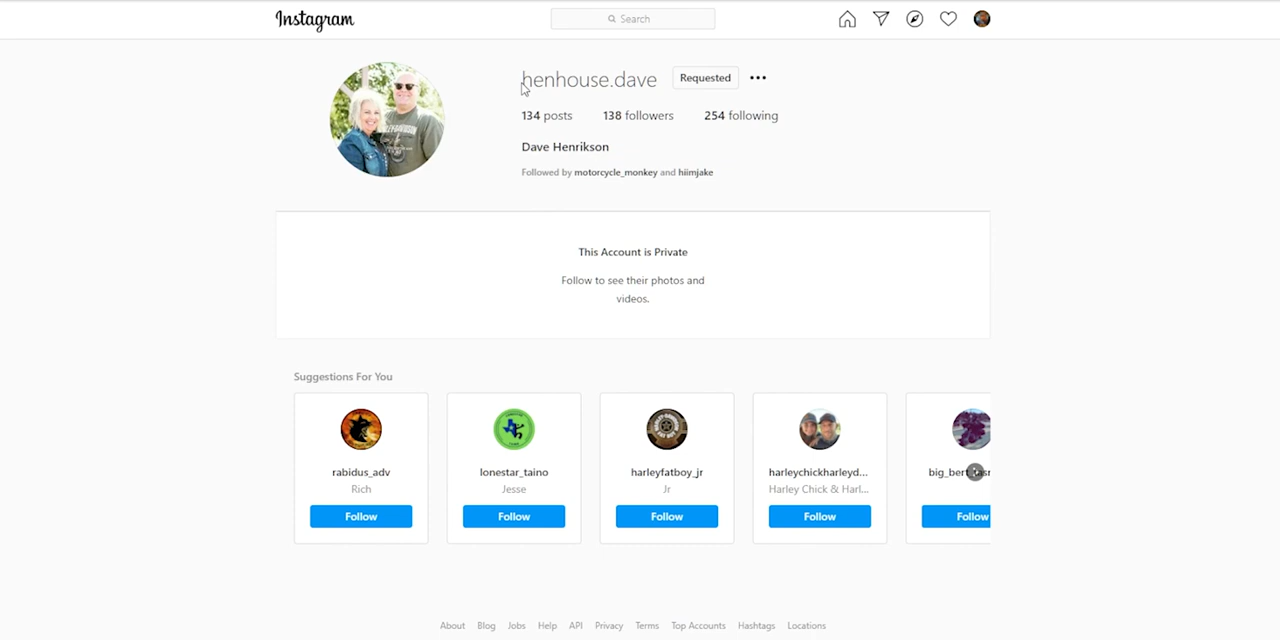 Instagram
Search
henhouse.dave Requested
134 posts 138 followers 254 following
Dave Henrikson
Followed by motorcycle_monkey and hiimjake
This Account is Private
Follow to see their photos and
videos.
Suggestions For You
rabidus_adv lonestar_taino harleyfatboy_jr harleychickharleyd... big_bert
Rich Jesse Jr Harley Chick & Harl...
Follow Follow Follow Follow Follow
About Blog Jobs Help API Privacy Terms Top Accounts Hashtags Locations